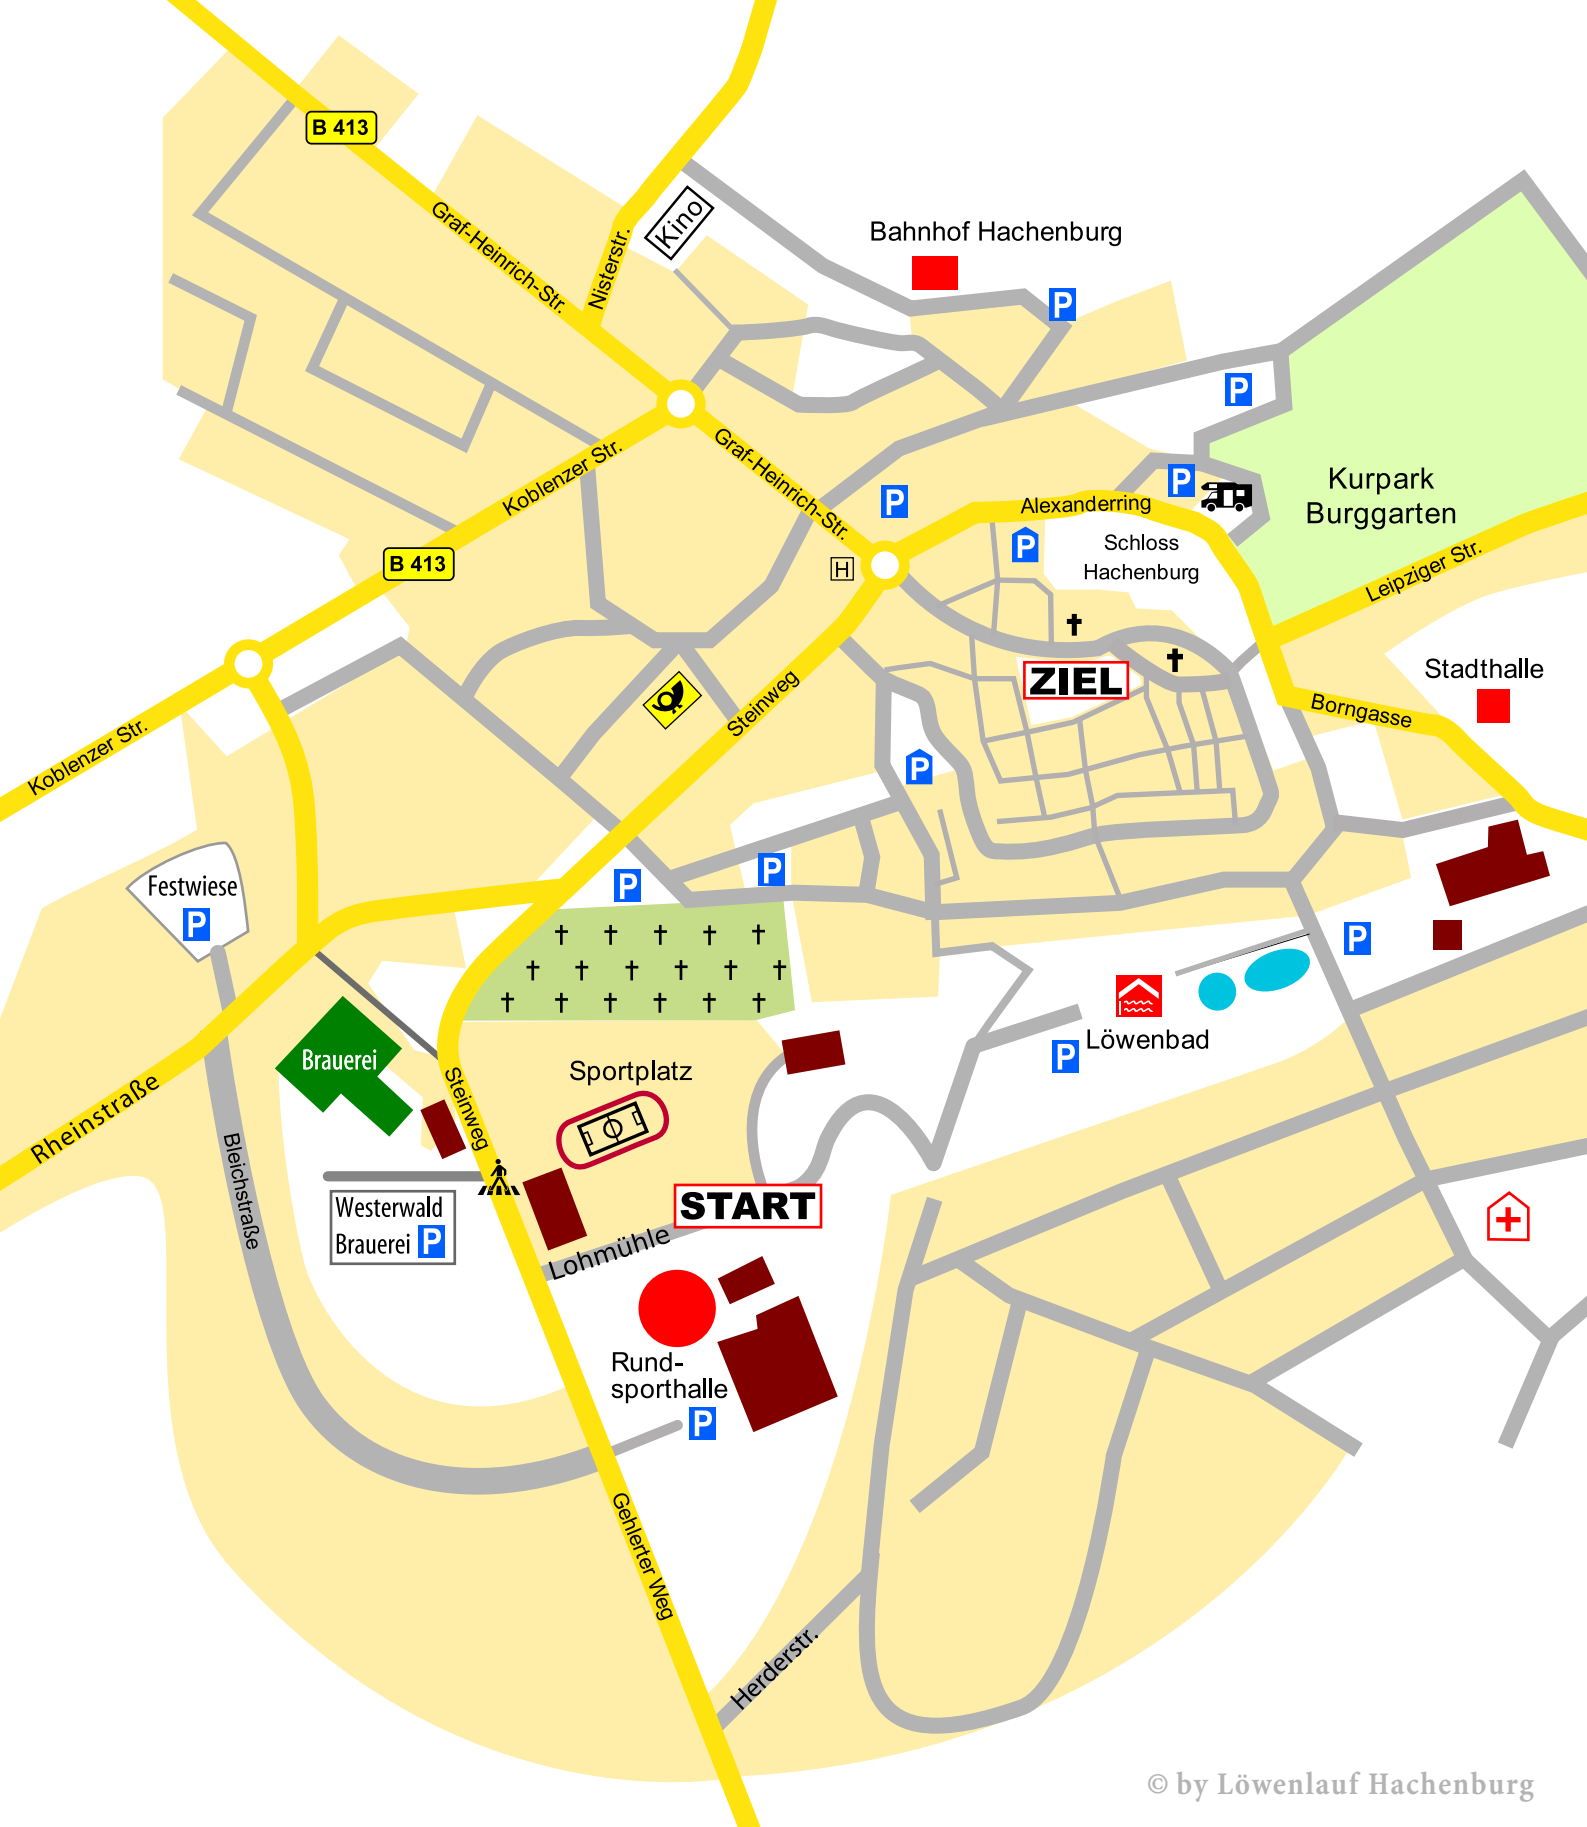 B 413
Graf-Heinrich-Str.
Nisterstr.
Kino
Bahnhof Hachenburg
P
P
Koblenzer Str.
Graf-Heinrich-Str.
P
P
Alexanderring
Kurpark
Burggarten
B 413
H
P
Schloss
Hachenburg
Leipziger Str.
Koblenzer Str.
Steinweg
ZIEL
Stadthalle
Borngasse
P
Festwiese
P
P
P
P
Brauerei
Sportplatz
P
Löwenbad
Rheinstraße
Bleichstraße
Steinweg
Westerwald
Brauerei P
START
Lohmühle
Rund-
sporthalle
P
Gehlerter Weg
Herderstr.
© by Löwenlauf Hachenburg